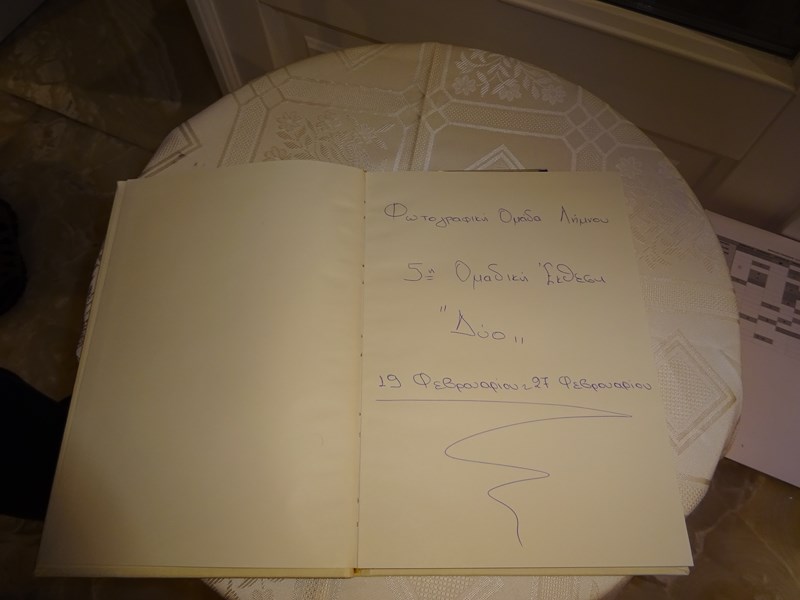 Φωτογραφική Ομάδα Λήμνου
5η Ομαδική Έκθεση
"Δύο"
19 Φεβρουαρίου - 27 Φεβρουαρίου